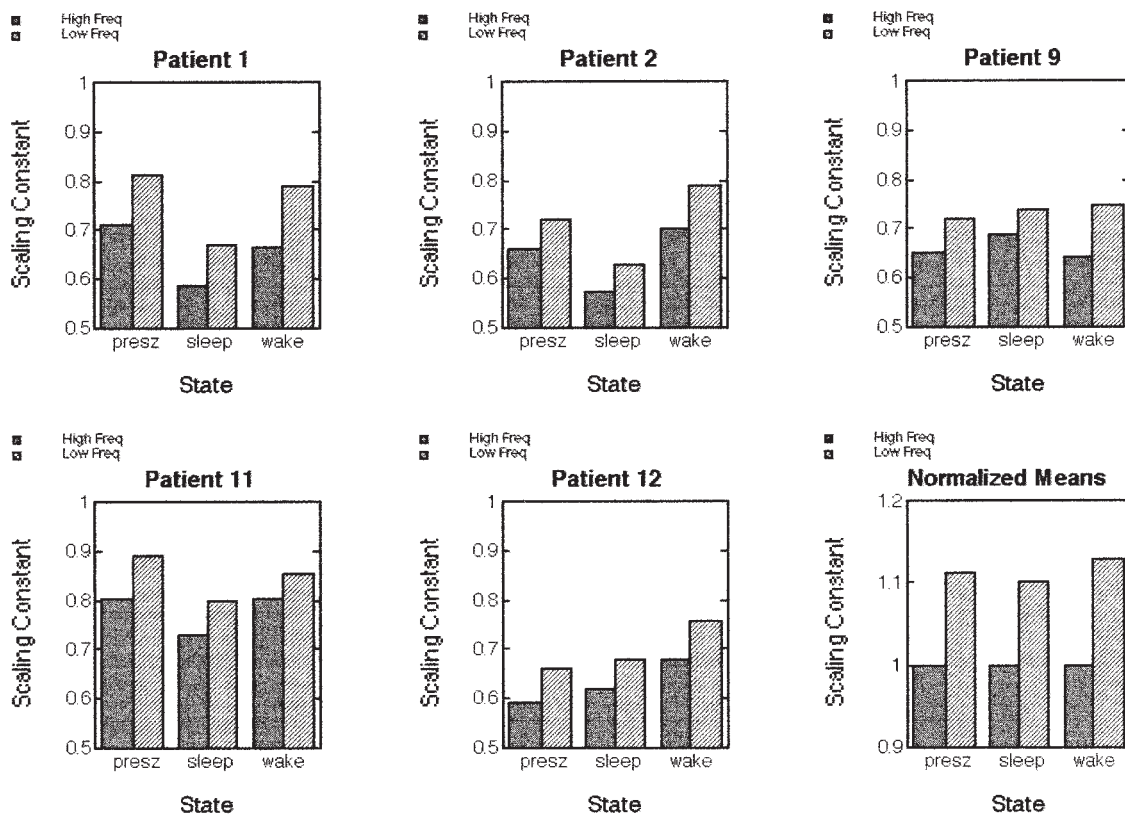 High Freq
Low Freq
Patient 1
Scaling Constant
1
0.9
0.8
0.7
0.6
0.5
presz sleep wake
State
High Freq
Low Freq
Patient 2
Scaling Constant
1
0.9
0.8
0.7
0.6
0.5
presz sleep wake
State
High Freq
Low Freq
Patient 9
Scaling Constant
1
0.9
0.8
0.7
0.6
0.5
presz sleep wake
State
High Freq
Low Freq
Patient 11
Scaling Constant
1
0.9
0.8
0.7
0.6
0.5
presz sleep wake
State
High Freq
Low Freq
Patient 12
Scaling Constant
1
0.9
0.8
0.7
0.6
0.5
presz sleep wake
State
High Freq
Low Freq
Normalized Means
Scaling Constant
1.2
1.1
1
0.9
presz sleep wake
State